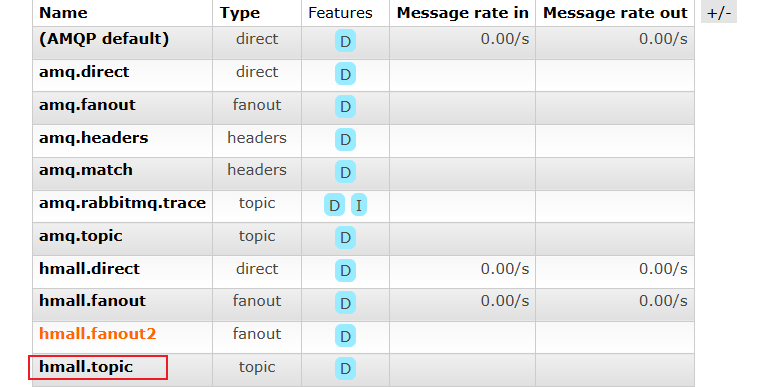 Name Type Features Message rate in Message rate out +/-
(AMQP default) direct D 0.00/s 0.00/s
amq.direct direct D
amq.fanout fanout D
amq.headers headers D
amq.match headers D
amq.rabbitmq.trace topic D I
amq.topic topic D
hmall.direct direct D 0.00/s 0.00/s
hmall.fanout fanout D 0.00/s 0.00/s
hmall.fanout2 fanout D
hmall.topic topic D